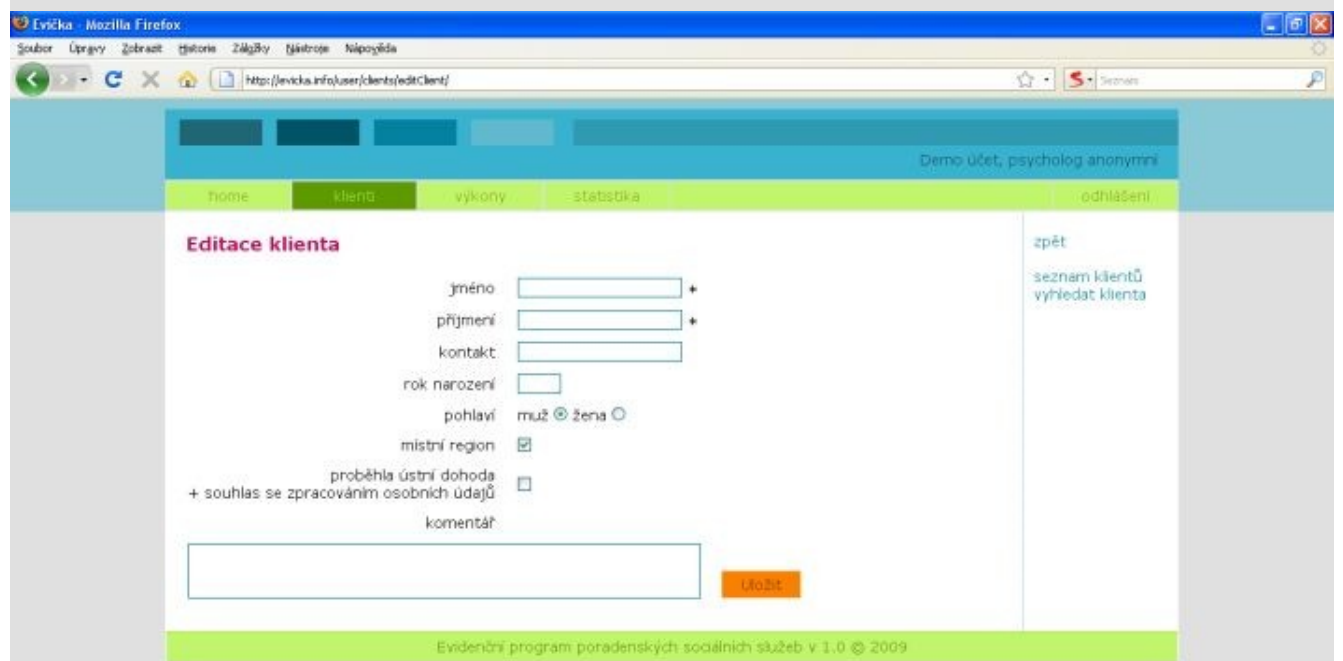 Evička - Mozilla Firefox
Soubor Úpravy Zobrazit Historie Záložky Nástroje Nápověda
http://evicka.info/user/clients/editClient/
Seznam
Demo účet, psycholog anonymní
home klienti výkony statistika odhlášení
Editace klienta
zpět
seznam klientů
vyhledat klienta
jméno +
příjmení +
kontakt
rok narození
pohlaví muž žena
místní region
proběhla ústní dohoda
+ souhlas se zpracováním osobních údajů
komentář
Uložit
Evidenční program poradenských sociálních služeb v 1.0 © 2009